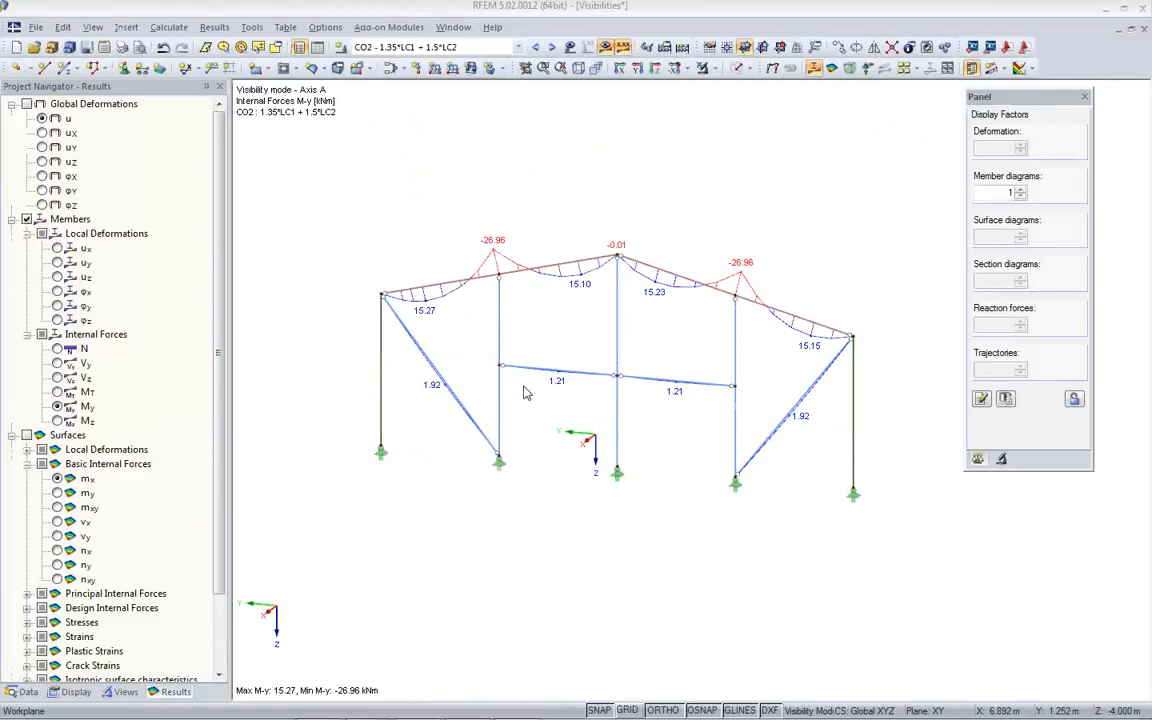 RFEM 5.02.0012 (64bit) - [Visibilities*]
File Edit View Insert Calculate Results Tools Table Options Add-on Modules Window Help
CO2 - 1.35*LC1 + 1.5*LC2
Project Navigator - Results
Global Deformations
u
uX
uY
uZ
φX
φY
φZ
Members
Local Deformations
ux
uy
uz
φx
φy
φz
Internal Forces
N
Vy
Vz
MT
My
Mz
Surfaces
Local Deformations
Basic Internal Forces
mx
my
mxy
vx
vy
nx
ny
nxy
Principal Internal Forces
Design Internal Forces
Stresses
Strains
Plastic Strains
Crack Strains
Isotropic surface characteristics
Data Display Views Results
Visibility mode - Axis A
Internal Forces M-y [kNm]
CO2 : 1.35*LC1 + 1.5*LC2
-26.96
-0.01
-26.96
15.10
15.23
15.27
15.15
1.92
1.21
1.21
1.92
Y
X
Z
Y
X
Z
Max M-y: 15.27, Min M-y: -26.96 kNm
Panel
Display Factors
Deformation:
Member diagrams:
1
Surface diagrams:
Section diagrams:
Reaction forces:
Trajectories:
Workplane
SNAP GRID ORTHO OSNAP GLINES DXF Visibility Mod CS: Global XYZ Plane: XY X: 6.892 m Y: 1.252 m Z: -4.000 m